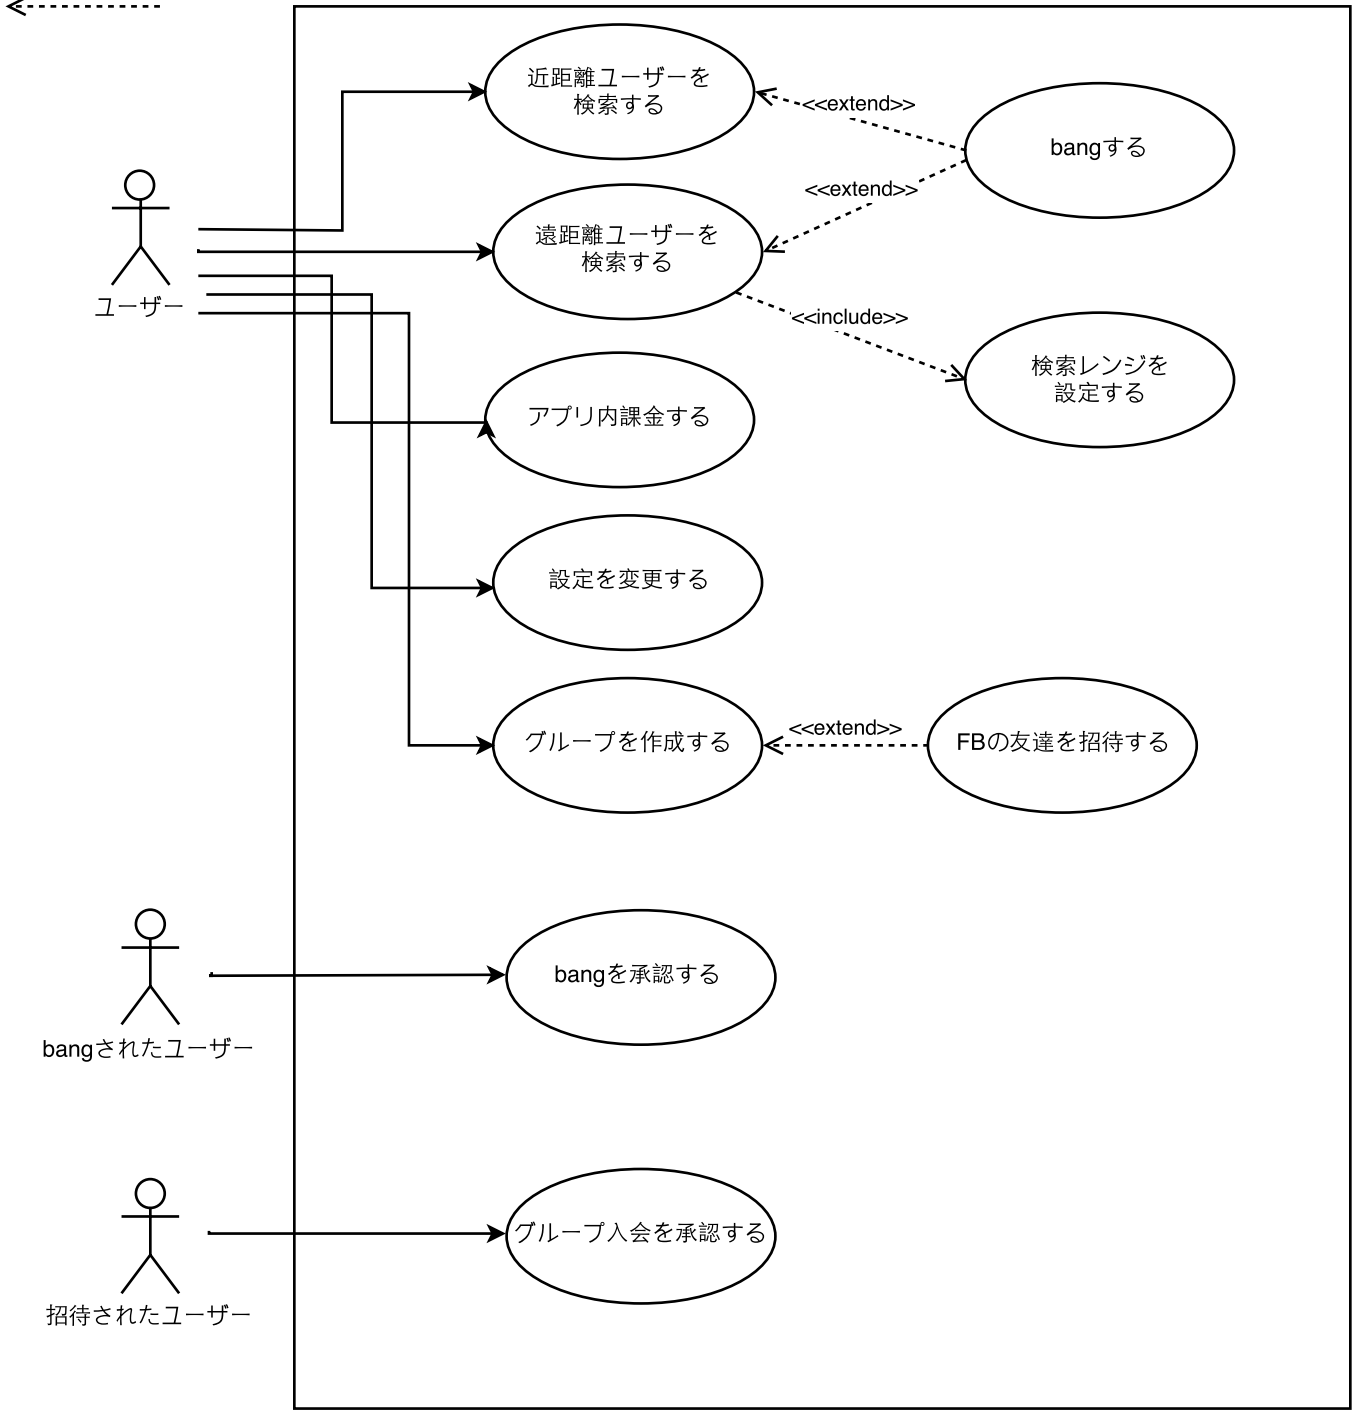 近距離ユーザーを
検索する
<<extend>>
bangする
<<extend>>
遠距離ユーザーを
検索する
ユーザー
<<include>>
検索レンジを
設定する
アプリ内課金する
設定を変更する
グループを作成する
<<extend>>
FBの友達を招待する
bangを承認する
bangされたユーザー
グループ入会を承認する
招待されたユーザー